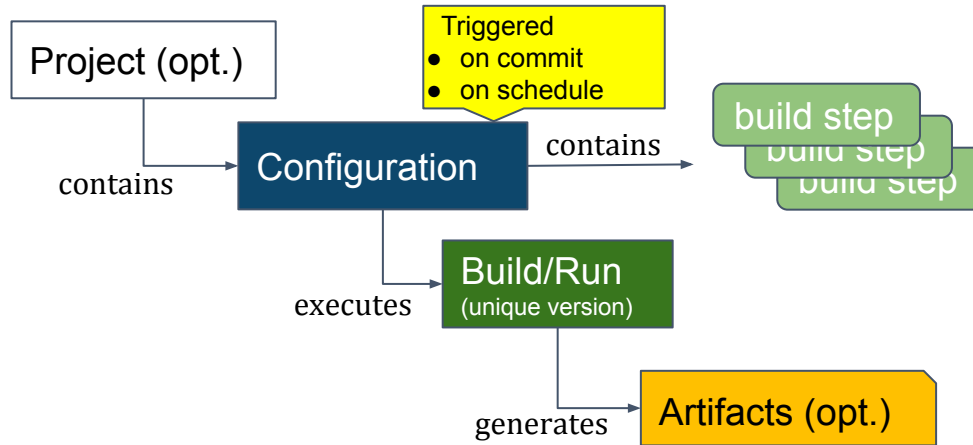 Project (opt.)
Triggered
● on commit
● on schedule
contains
Configuration
contains
build step
build step
build step
executes
Build/Run
(unique version)
generates
Artifacts (opt.)